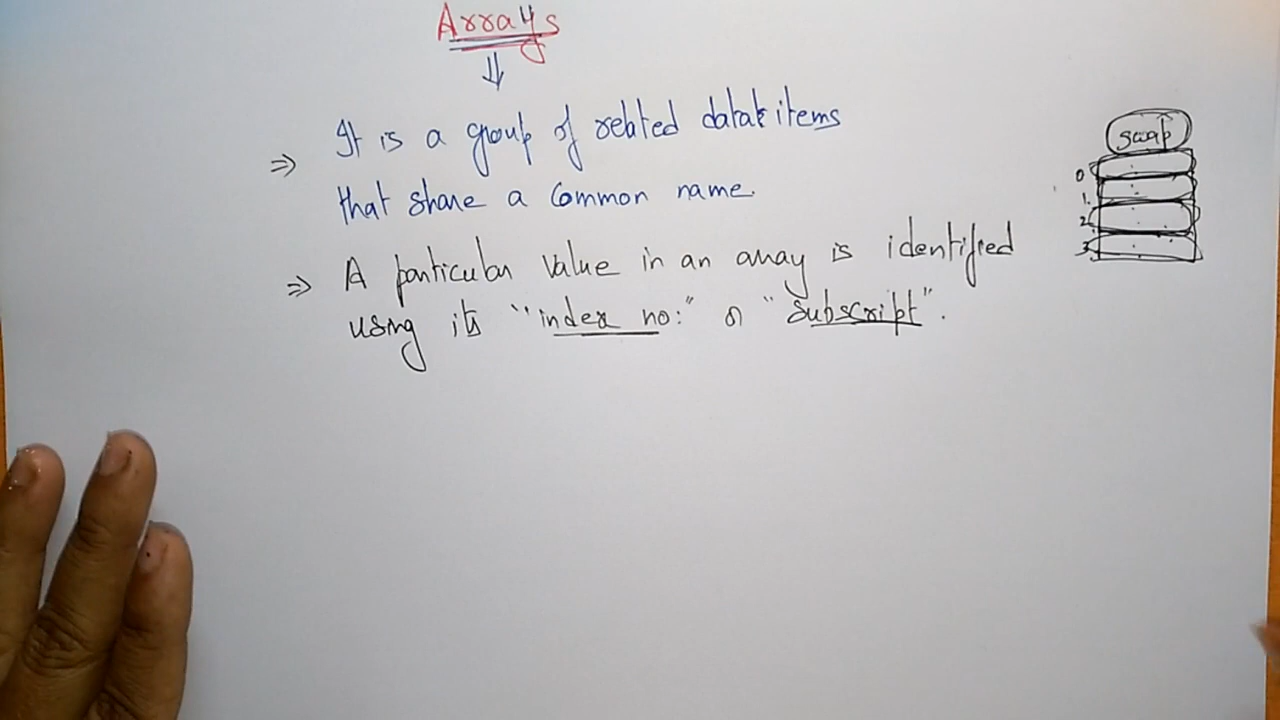 Arrays
⇓
⇒ It is a group of related data items
that share a common name.
⇒ A particular value in an array is identified
using its "index no:" or "subscript".
swap
0
1
2
3